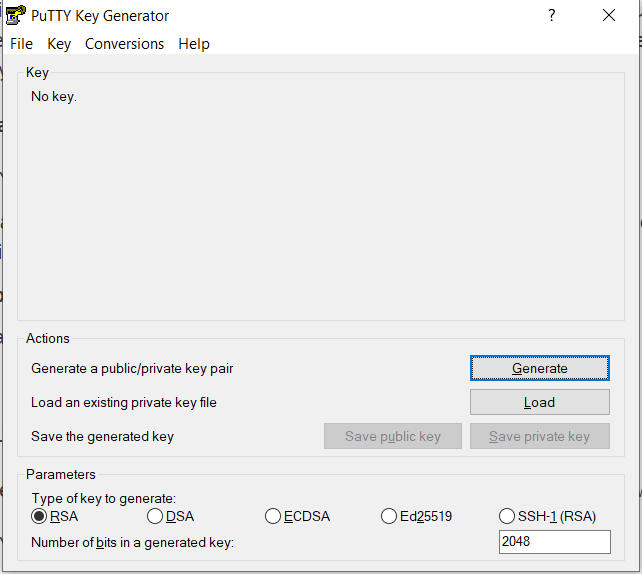 PuTTY Key Generator ?
File Key Conversions Help
Key
No key.
Actions
Generate a public/private key pair Generate
Load an existing private key file Load
Save the generated key Save public key Save private key
Parameters
Type of key to generate:
RSA DSA ECDSA Ed25519 SSH-1 (RSA)
Number of bits in a generated key: 2048